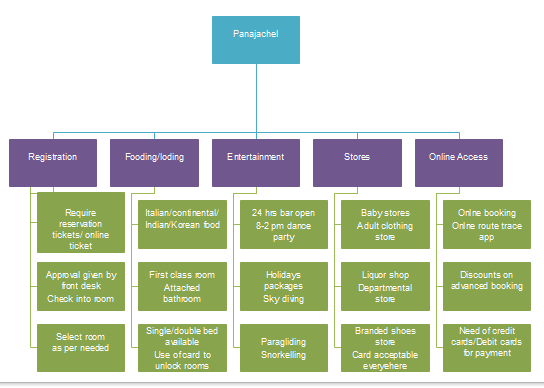 Panajachel
Registration
Fooding/loding
Entertainment
Stores
Online Access
Require
reservation
tickets/ online
ticket
Approval given by
front desk
Check into room
Select room
as per needed
Italian/continental/
Indian/Korean food
First class room
Attached
bathroom
Single/double bed
available
Use of card to
unlock rooms
24 hrs bar open
8-2 pm dance
party
Holidays
packages
Sky diving
Paragliding
Snorkelling
Baby stores
Adult clothing
store
Liquor shop
Departmental
store
Branded shoes
store
Card acceptable
everyehere
Online booking
Online route trace
app
Discounts on
advanced booking
Need of credit
cards/Debit cards
for payment